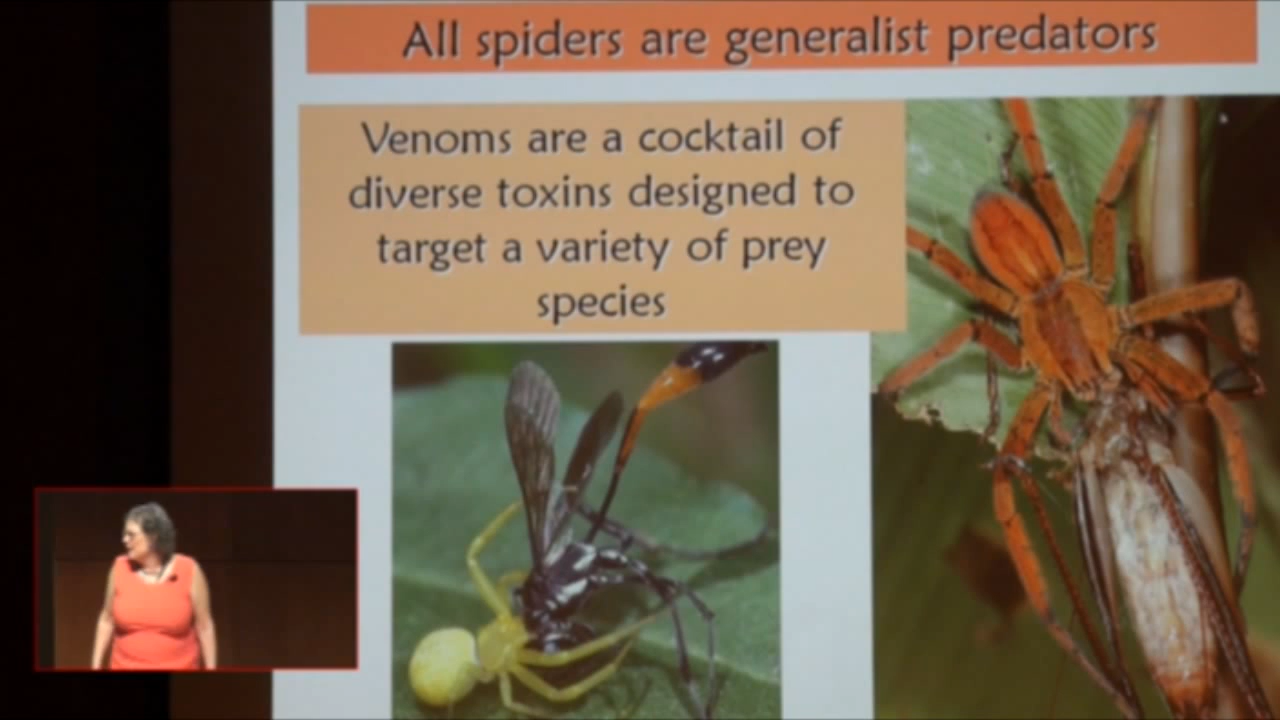 All spiders are generalist predators
Venoms are a cocktail of
diverse toxins designed to
target a variety of prey
species